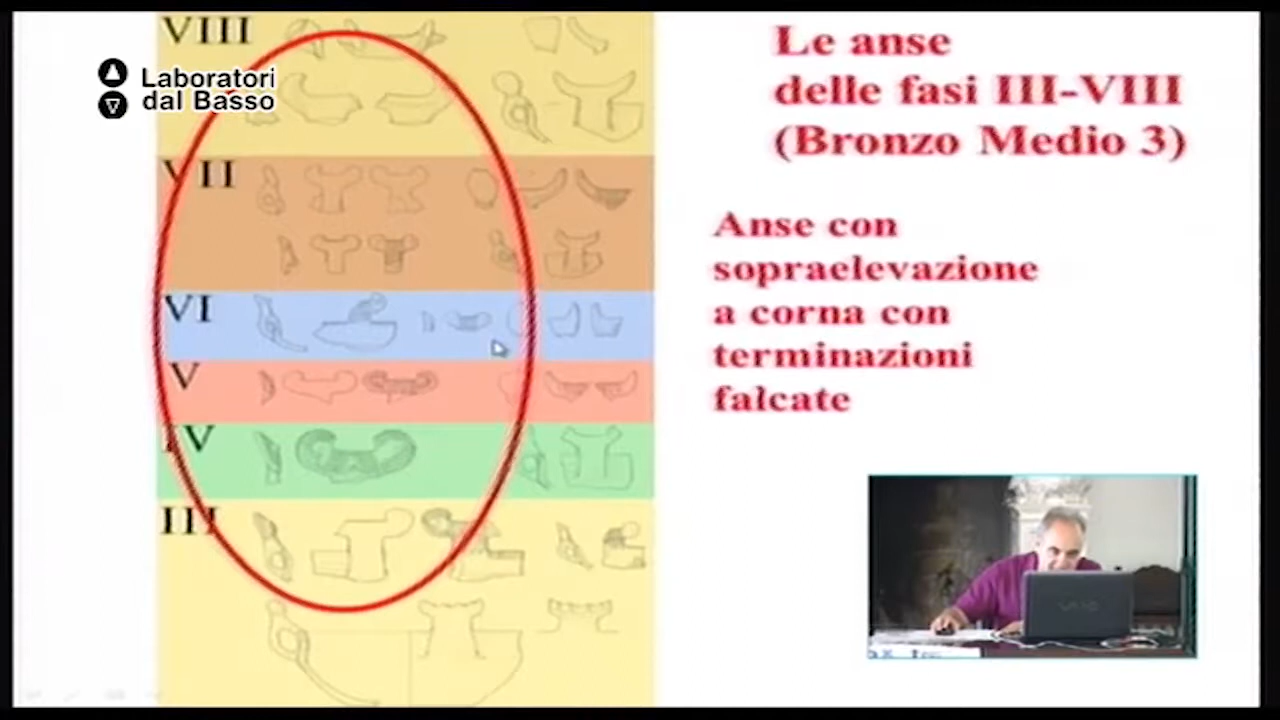 VIII
Laboratori
dal Basso
VII
VI
V
IV
III
Le anse
delle fasi III-VIII
(Bronzo Medio 3)
Anse con
sopraelevazione
a corna con
terminazioni
falcate
VAIO